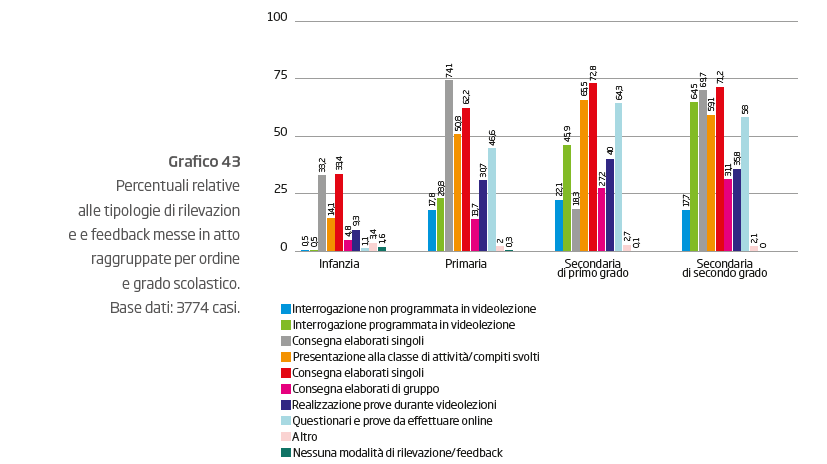 Grafico 43
Percentuali relative
alle tipologie di rilevazion
e e feedback messe in atto
raggruppate per ordine
e grado scolastico.
Base dati: 3774 casi.
100
75
50
25
0
0,5 0,5 33,2 14,1 33,4 4,8 9,3 1,1 3,4 1,6
17,8 28,8 74,1 50,8 62,2 13,7 30,7 46,6 2 0,3
22,1 45,9 18,3 65,5 72,8 27,2 40 64,3 2,7 0,1
17,7 64,5 69,7 59,1 71,2 31,1 35,8 58 2,1 0
Infanzia
Primaria
Secondaria
di primo grado
Secondaria
di secondo grado
Interrogazione non programmata in videolezione
Interrogazione programmata in videolezione
Consegna elaborati singoli
Presentazione alla classe di attività/compiti svolti
Consegna elaborati singoli
Consegna elaborati di gruppo
Realizzazione prove durante videolezioni
Questionari e prove da effettuare online
Altro
Nessuna modalità di rilevazione/feedback